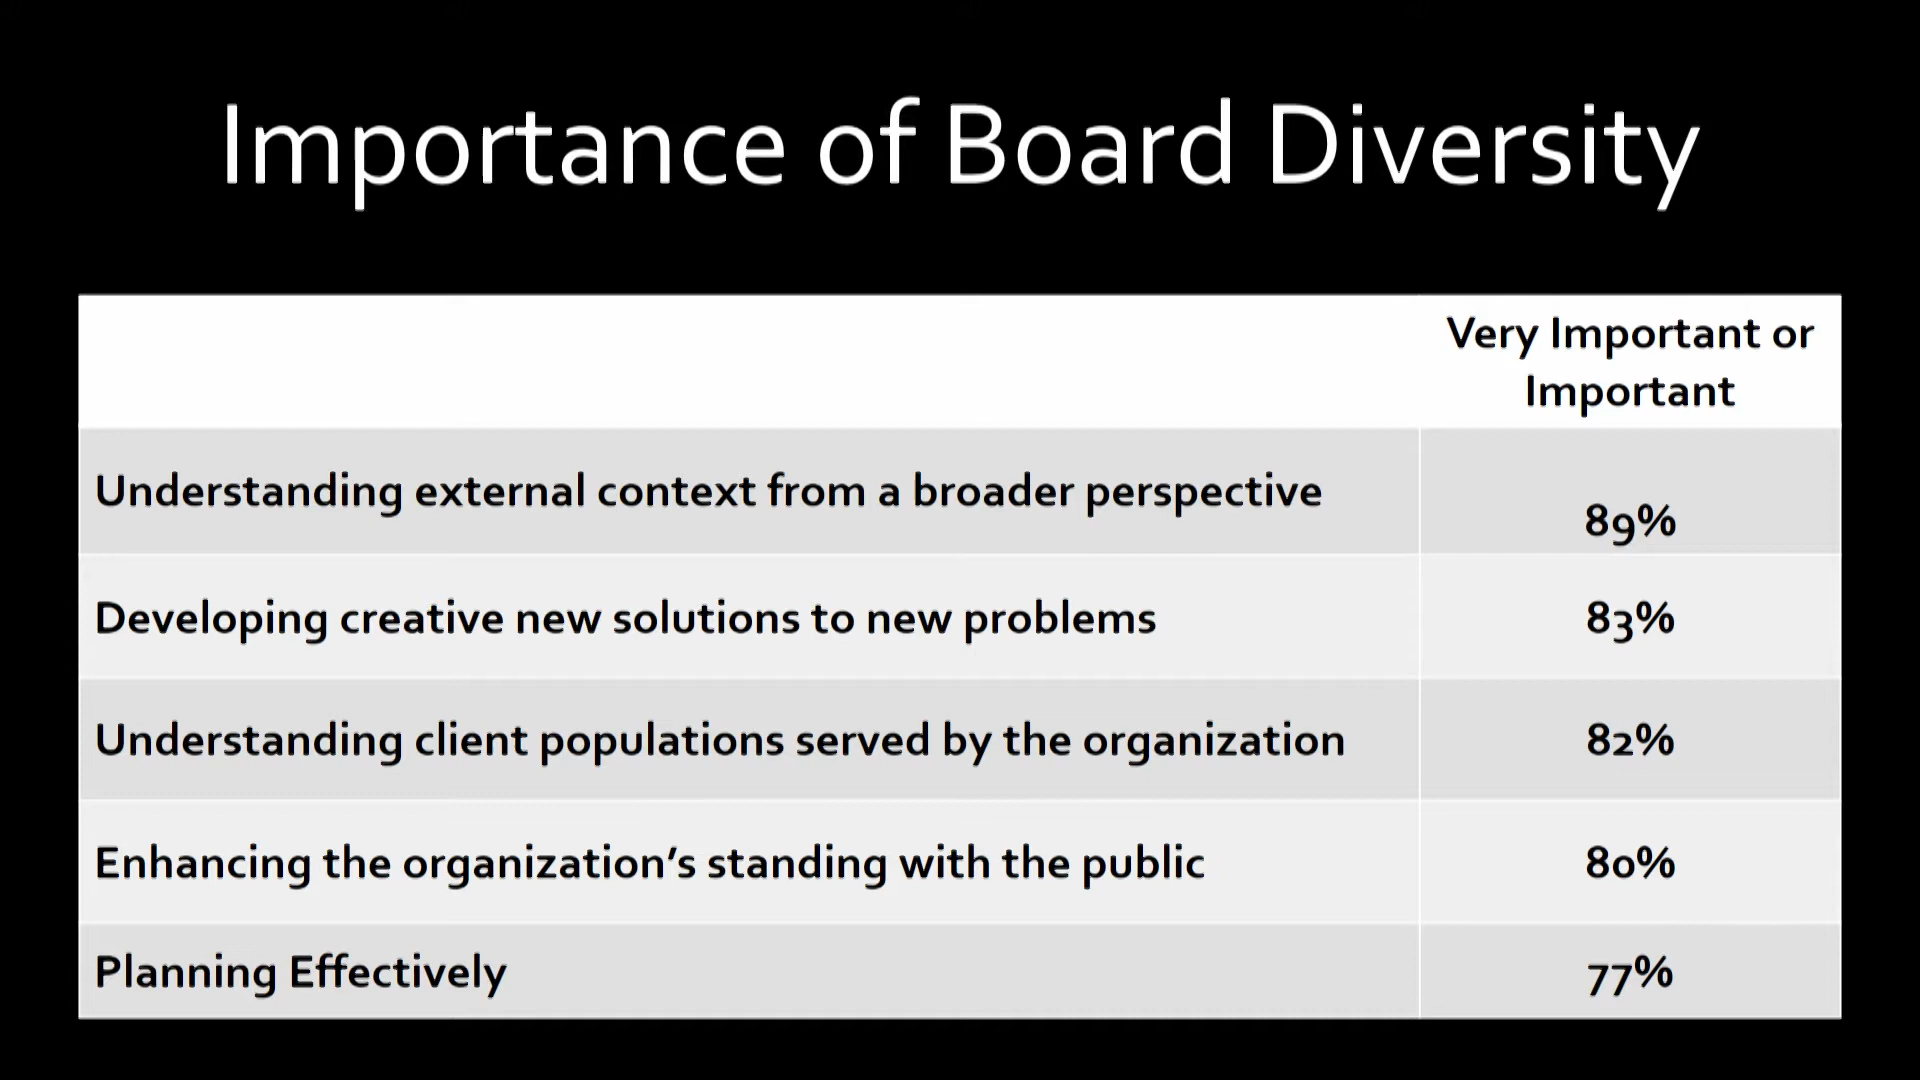 Importance of Board Diversity
Very Important or
Important
Understanding external context from a broader perspective
89%
Developing creative new solutions to new problems
83%
Understanding client populations served by the organization
82%
Enhancing the organization’s standing with the public
80%
Planning Effectively
77%